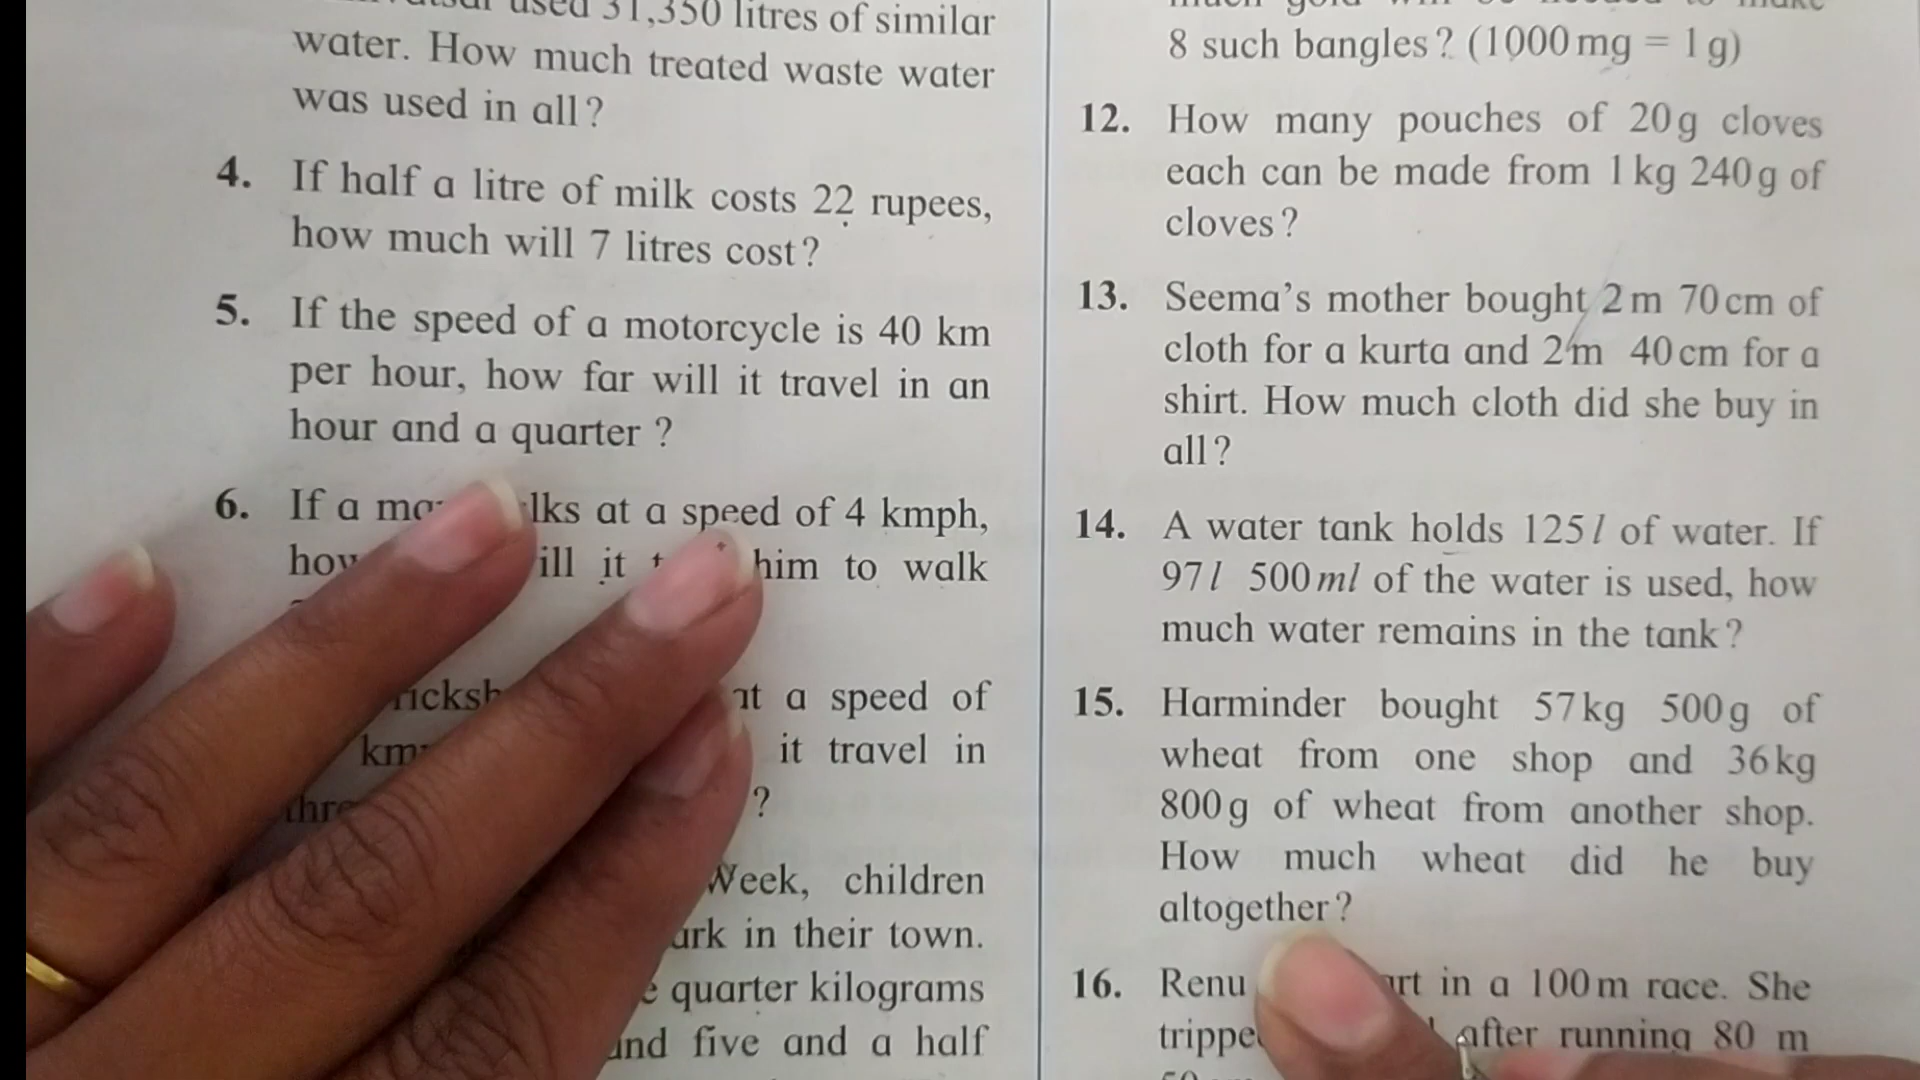 used 31,350 litres of similar
water. How much treated waste water
was used in all?
4. If half a litre of milk costs 22 rupees,
how much will 7 litres cost?
5. If the speed of a motorcycle is 40 km
per hour, how far will it travel in an
hour and a quarter ?
6. If a at a speed of 4 kmph,
it him to walk
at a speed of
it travel in
?
Week, children
in their town.
quarter kilograms
and five and a half
8 such bangles? (1000 mg = 1 g)
12. How many pouches of 20 g cloves
each can be made from 1 kg 240 g of
cloves?
13. Seema's mother bought 2 m 70 cm of
cloth for a kurta and 2 m 40 cm for a
shirt. How much cloth did she buy in
all?
14. A water tank holds 125 l of water. If
97 l 500 ml of the water is used, how
much water remains in the tank?
15. Harminder bought 57 kg 500 g of
wheat from one shop and 36 kg
800 g of wheat from another shop.
How much wheat did he buy
altogether?
16. Renu in a 100 m race. She
after running 80 m